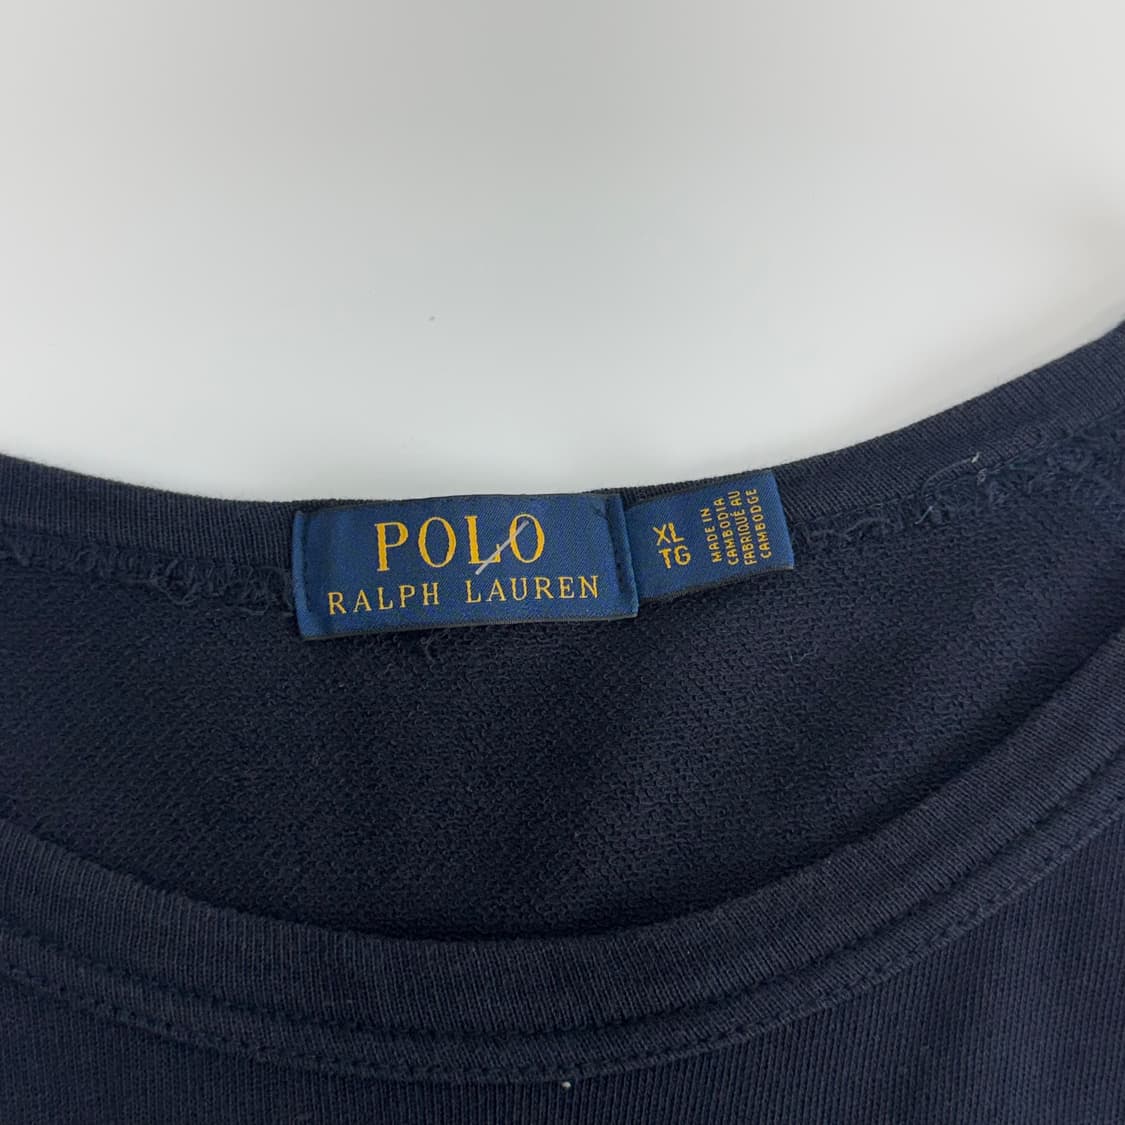 POLO
RALPH LAUREN
XL
TG
MADE IN
CAMBODIA
FABRIQUÉ AU
CAMBODGE